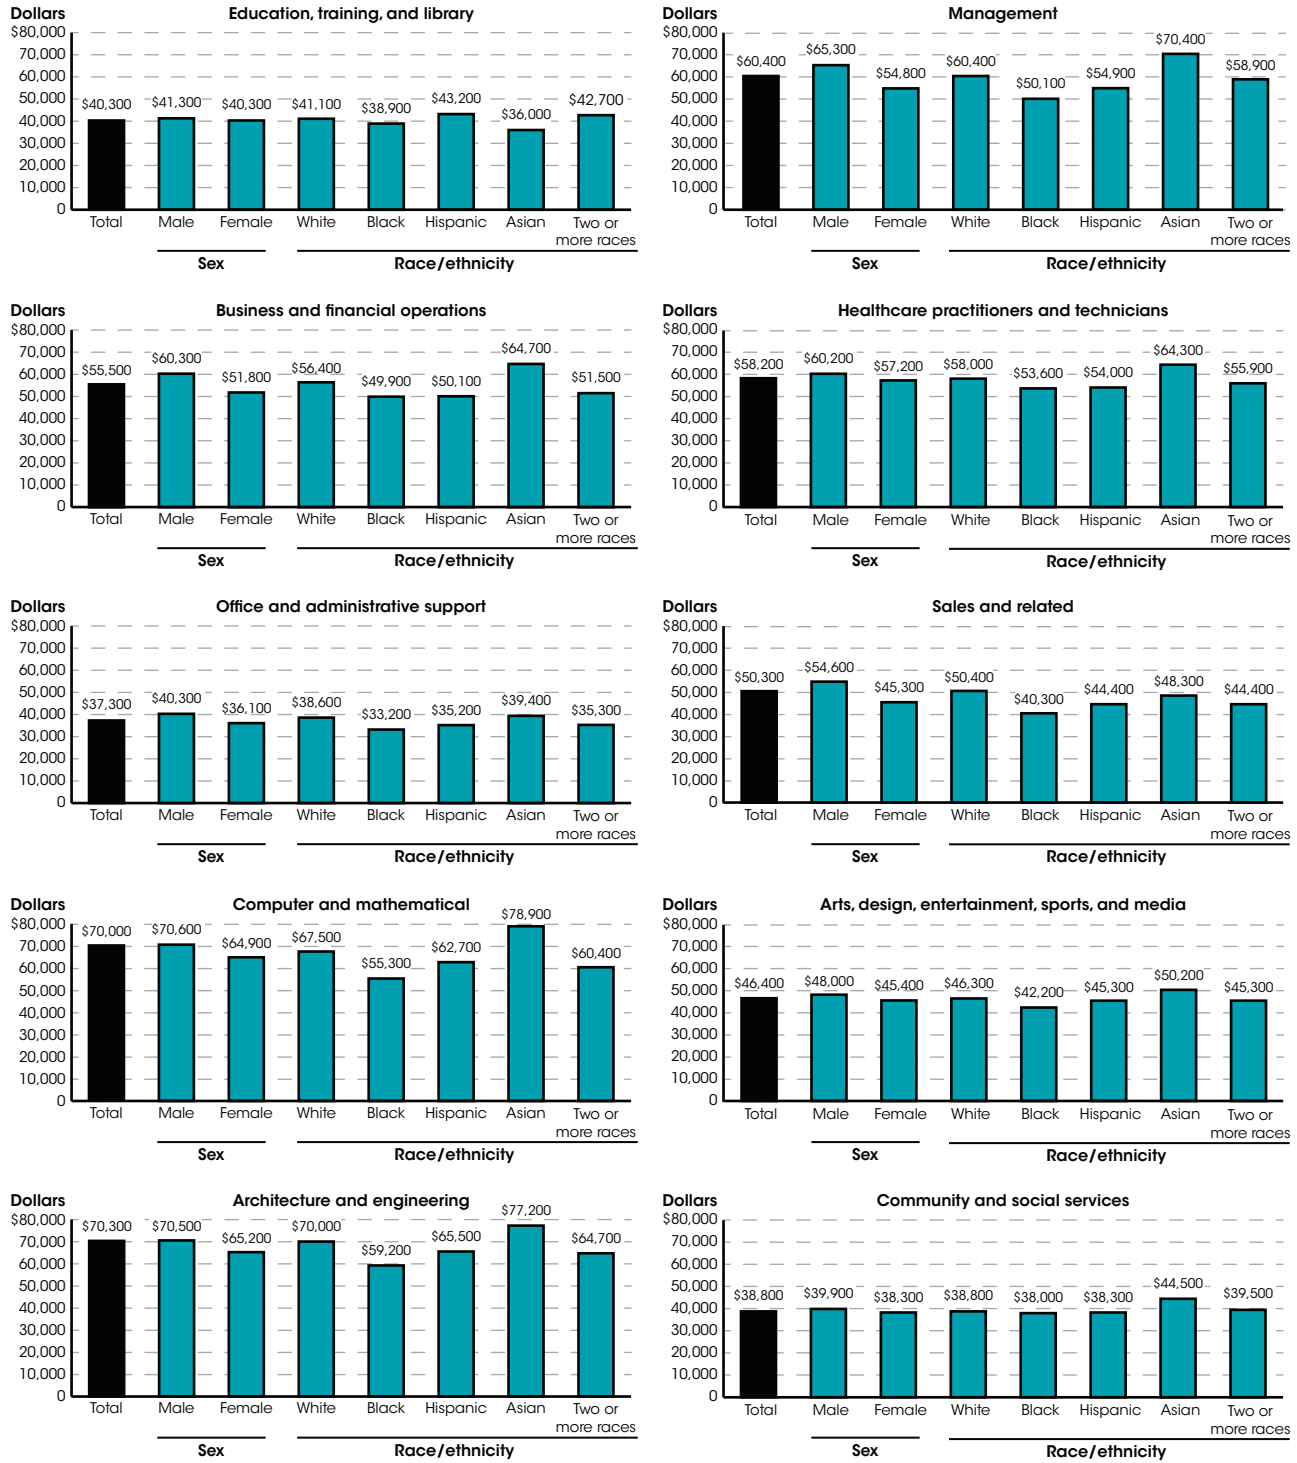 Dollars Education, training, and library
$80,000
70,000
60,000
50,000
40,000
30,000
20,000
10,000
0
$40,300 $41,300 $40,300 $41,100 $38,900 $43,200 $36,000 $42,700
Total Male Female White Black Hispanic Asian Two or
more races
Sex Race/ethnicity
Dollars Management
$80,000
70,000
60,000
50,000
40,000
30,000
20,000
10,000
0
$60,400 $65,300 $54,800 $60,400 $50,100 $54,900 $70,400 $58,900
Total Male Female White Black Hispanic Asian Two or
more races
Sex Race/ethnicity
Dollars Business and financial operations
$80,000
70,000
60,000
50,000
40,000
30,000
20,000
10,000
0
$55,500 $60,300 $51,800 $56,400 $49,900 $50,100 $64,700 $51,500
Total Male Female White Black Hispanic Asian Two or
more races
Sex Race/ethnicity
Dollars Healthcare practitioners and technicians
$80,000
70,000
60,000
50,000
40,000
30,000
20,000
10,000
0
$58,200 $60,200 $57,200 $58,000 $53,600 $54,000 $64,300 $55,900
Total Male Female White Black Hispanic Asian Two or
more races
Sex Race/ethnicity
Dollars Office and administrative support
$80,000
70,000
60,000
50,000
40,000
30,000
20,000
10,000
0
$37,300 $40,300 $36,100 $38,600 $33,200 $35,200 $39,400 $35,300
Total Male Female White Black Hispanic Asian Two or
more races
Sex Race/ethnicity
Dollars Sales and related
$80,000
70,000
60,000
50,000
40,000
30,000
20,000
10,000
0
$50,300 $54,600 $45,300 $50,400 $40,300 $44,400 $48,300 $44,400
Total Male Female White Black Hispanic Asian Two or
more races
Sex Race/ethnicity
Dollars Computer and mathematical
$80,000
70,000
60,000
50,000
40,000
30,000
20,000
10,000
0
$70,000 $70,600 $64,900 $67,500 $55,300 $62,700 $78,900 $60,400
Total Male Female White Black Hispanic Asian Two or
more races
Sex Race/ethnicity
Dollars Arts, design, entertainment, sports, and media
$80,000
70,000
60,000
50,000
40,000
30,000
20,000
10,000
0
$46,400 $48,000 $45,400 $46,300 $42,200 $45,300 $50,200 $45,300
Total Male Female White Black Hispanic Asian Two or
more races
Sex Race/ethnicity
Dollars Architecture and engineering
$80,000
70,000
60,000
50,000
40,000
30,000
20,000
10,000
0
$70,300 $70,500 $65,200 $70,000 $59,200 $65,500 $77,200 $64,700
Total Male Female White Black Hispanic Asian Two or
more races
Sex Race/ethnicity
Dollars Community and social services
$80,000
70,000
60,000
50,000
40,000
30,000
20,000
10,000
0
$38,800 $39,900 $38,300 $38,800 $38,000 $38,300 $44,500 $39,500
Total Male Female White Black Hispanic Asian Two or
more races
Sex Race/ethnicity